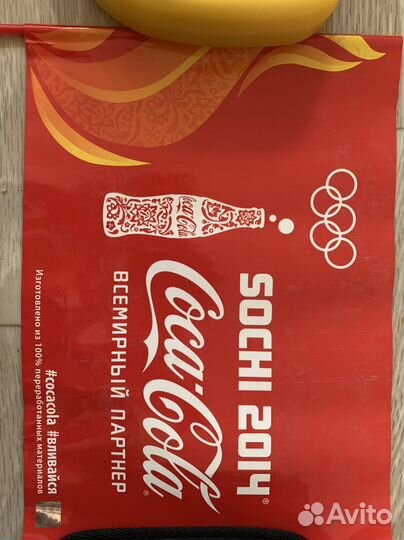 SOCHI 2014
Coca-Cola
ВСЕМИРНЫЙ ПАРТНЕР
#cocacola #вливайся
Изготовлено из 100% переработанных материалов
Avito